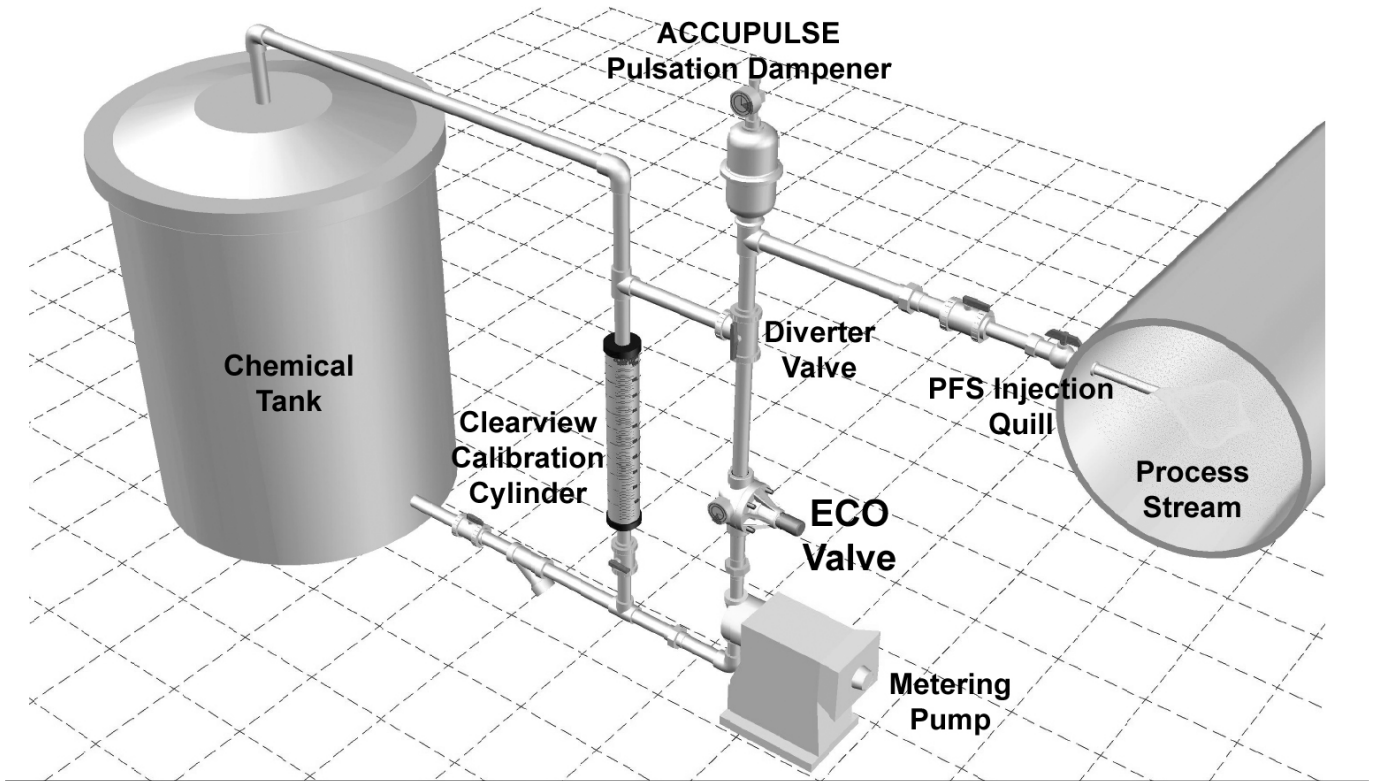 ACCUPULSE
Pulsation Dampener
Chemical
Tank
Clearview
Calibration
Cylinder
Diverter
Valve
PFS Injection
Quill
Process
Stream
ECO
Valve
Metering
Pump